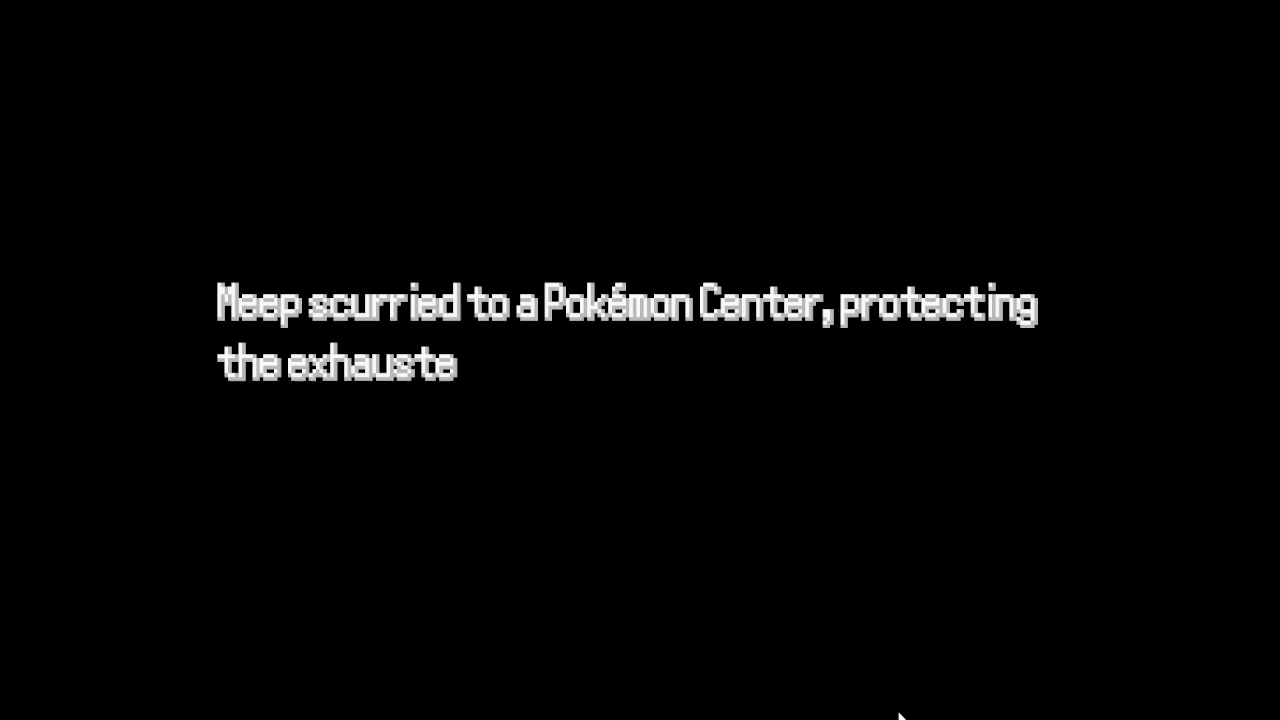 Meep scurried to a Pokémon Center, protecting
the exhauste